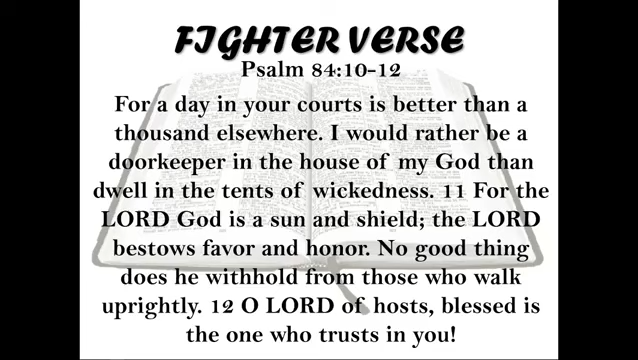 FIGHTER VERSE
Psalm 84:10-12
For a day in your courts is better than a
thousand elsewhere. I would rather be a
doorkeeper in the house of my God than
dwell in the tents of wickedness. 11 For the
LORD God is a sun and shield; the LORD
bestows favor and honor. No good thing
does he withhold from those who walk
uprightly. 12 O LORD of hosts, blessed is
the one who trusts in you!